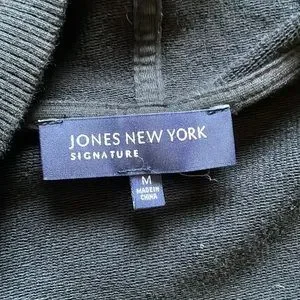 JONES NEW YORK
SIGNATURE
M
MADE IN
CHINA